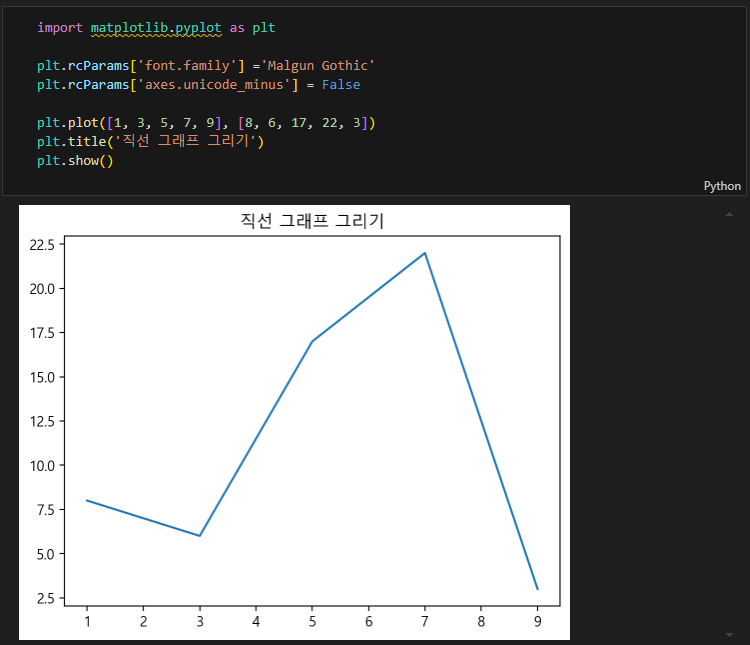 import matplotlib.pyplot as plt
plt.rcParams['font.family'] ='Malgun Gothic'
plt.rcParams['axes.unicode_minus'] = False
plt.plot([1, 3, 5, 7, 9], [8, 6, 17, 22, 3])
plt.title('직선 그래프 그리기')
plt.show()
Python
직선 그래프 그리기
22.5
20.0
17.5
15.0
12.5
10.0
7.5
5.0
2.5
1 2 3 4 5 6 7 8 9